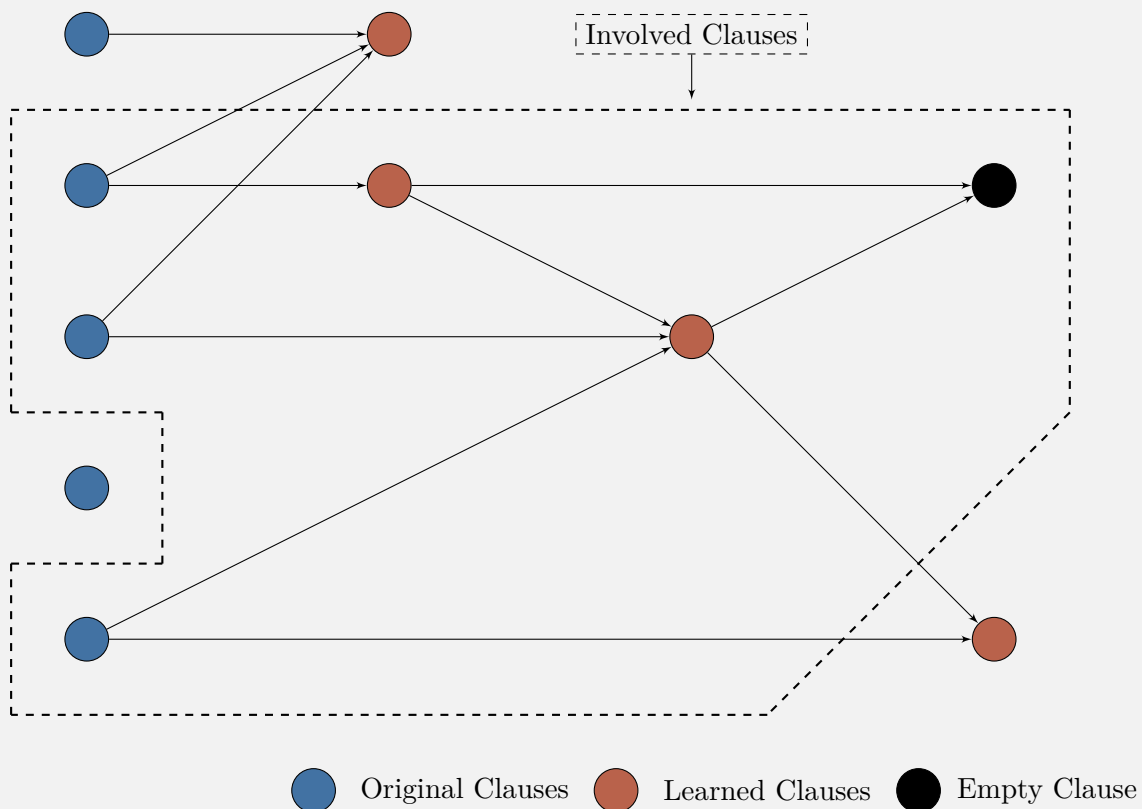 Involved Clauses
Original Clauses
Learned Clauses
Empty Clause